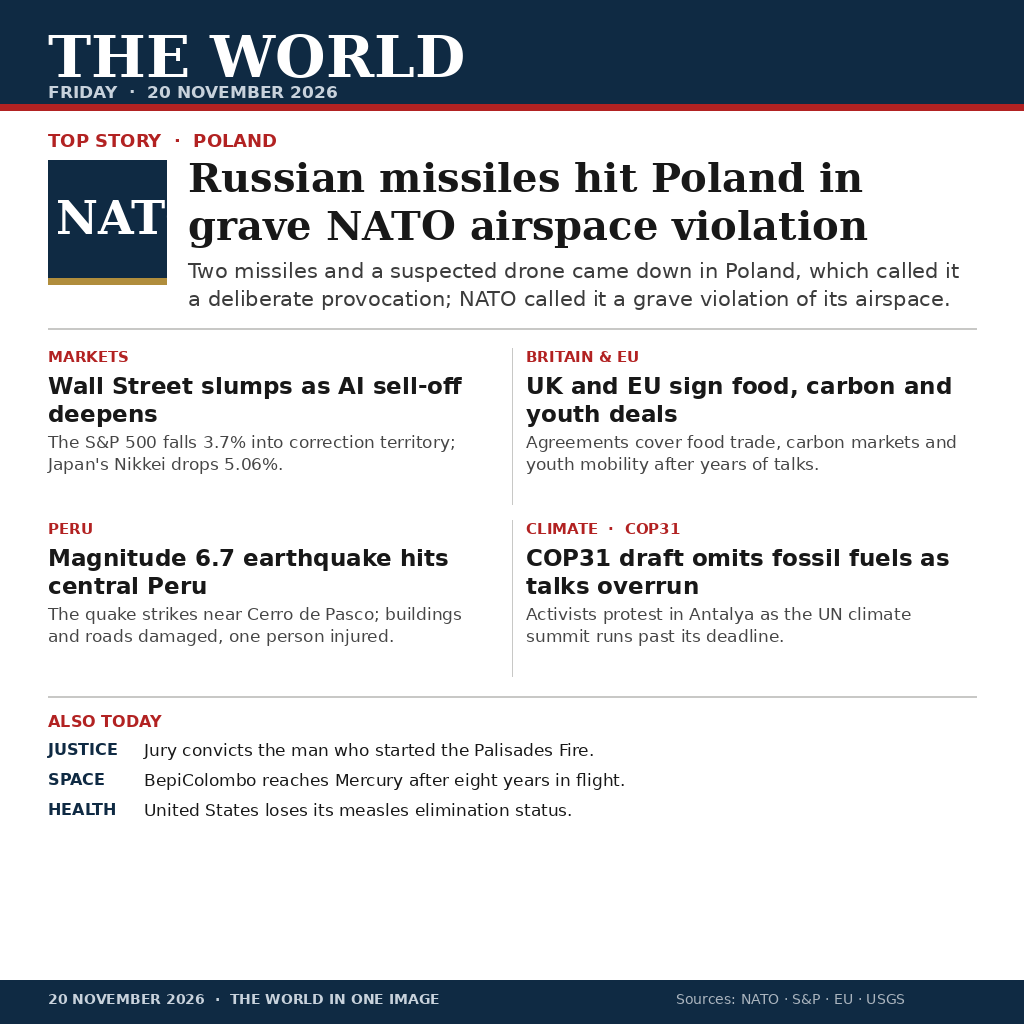 THE WORLD
FRIDAY · 20 NOVEMBER 2026
TOP STORY · POLAND
NAT
Russian missiles hit Poland in
grave NATO airspace violation
Two missiles and a suspected drone came down in Poland, which called it
a deliberate provocation; NATO called it a grave violation of its airspace.
MARKETS
Wall Street slumps as AI sell-off
deepens
The S&P 500 falls 3.7% into correction territory;
Japan's Nikkei drops 5.06%.
BRITAIN & EU
UK and EU sign food, carbon and
youth deals
Agreements cover food trade, carbon markets and
youth mobility after years of talks.
PERU
Magnitude 6.7 earthquake hits
central Peru
The quake strikes near Cerro de Pasco; buildings
and roads damaged, one person injured.
CLIMATE · COP31
COP31 draft omits fossil fuels as
talks overrun
Activists protest in Antalya as the UN climate
summit runs past its deadline.
ALSO TODAY
JUSTICE Jury convicts the man who started the Palisades Fire.
SPACE BepiColombo reaches Mercury after eight years in flight.
HEALTH United States loses its measles elimination status.
20 NOVEMBER 2026 · THE WORLD IN ONE IMAGE
Sources: NATO · S&P · EU · USGS